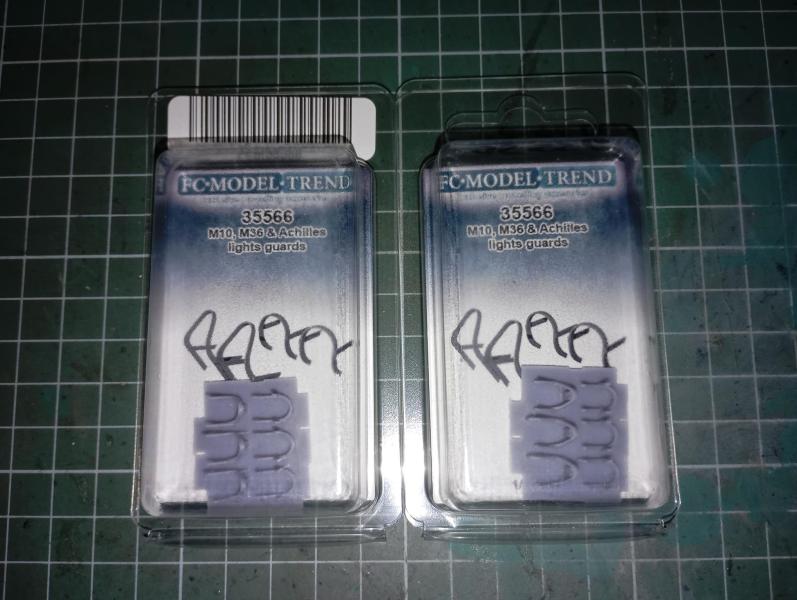 FC·MODEL·TREND
35566
M10, M36 & Achilles
lights guards
FC·MODEL·TREND
35566
M10, M36 & Achilles
lights guards